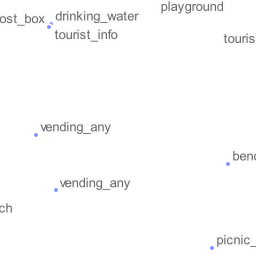 playground
ost_box
drinking_water
tourist_info
touris
vending_any
benc
vending_any
ch
picnic_